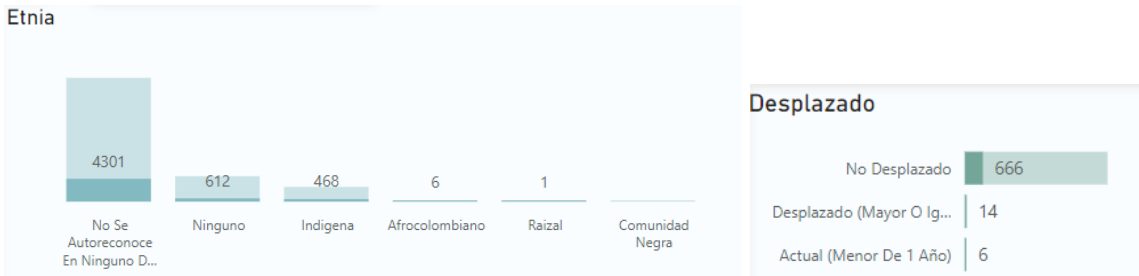 Etnia
4301
612
468
6
1
No Se
Autoreconoce
En Ninguno D...
Ninguno
Indigena
Afrocolombiano
Raizal
Comunidad
Negra
Desplazado
No Desplazado 666
Desplazado (Mayor O Ig... 14
Actual (Menor De 1 Año) 6